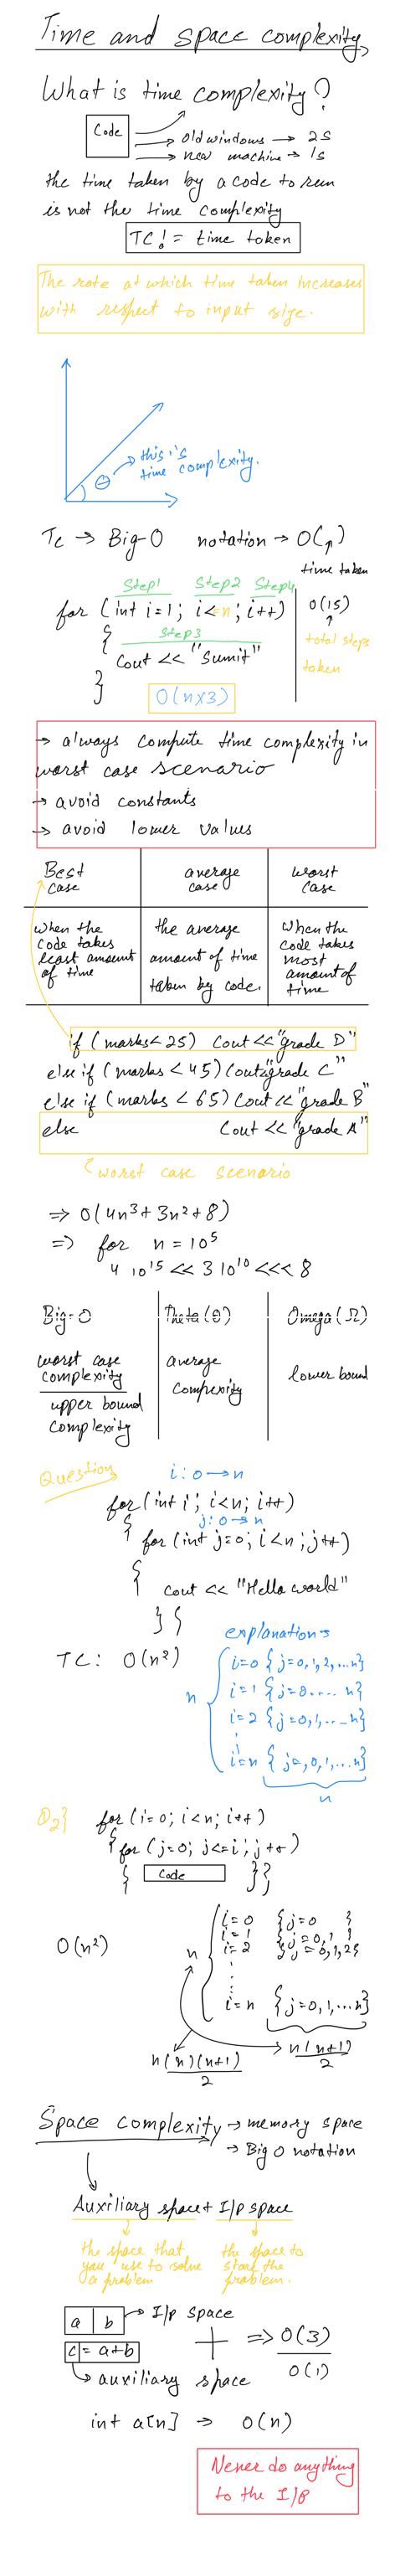 Time and space complexity
What is time complexity?
Code
old windows → 2s
new machine → 1s
the time taken by a code to run
is not the time complexity
TC != time token
The rate at which time taken increases
with respect to input size.
θ → this is
time complexity.
Tc → Big-O notation → O(n)
time taken
Step1 Step2 Step4
for (int i=1; i<=n; i++)
O(15)
{ Step3
total steps
Cout << "Sumit"
taken
}
O(nx3)
→ always compute time complexity in
worst case scenario
→ avoid constants
→ avoid lower values
Best case
average case
worst case
when the code takes least amount of time
the average amount of time taken by code.
When the code takes most amount of time
if (marks< 25) Cout <<"grade D"
else if (marks < 45) Cout<"grade C"
else if (marks < 65) Cout << "grade B"
else Cout << "grade A"
worst case scenario
⇒ O(4n³+3n²+8)
⇒ for n = 10⁵
4 10¹⁵ << 3 10¹⁰ <<< 8
Big-O
Theta (θ)
Omega (Ω)
worst case complexity
average Compexity
lower bound
upper bound complexity
Question
i: 0 → n
for (int i'; i<n; i++)
j: 0 → n
{ for (int j=0; i<n; j++)
{
cout << "Hello world"
} }
explanation→
TC: O(n²)
n
i=0 {j=0,1,2,...n}
i=1 {j=0.... n}
i=2 {j=0,1,...n}
i=n {j=,0,1,...n}
n
Q2} for (i=0; i<n; i++)
{ for (j=0; j<=i; j++)
{ Code }}
O(n²)
n
i=0 {j=0 }
i=1 {j=0,1 }
i=2 {j=0,1,2}
i=n {j=0,1,...n}
n(n)(n+1)/2
n(n+1)/2
Space complexity → memory space
→ Big O notation
Auxiliary space + I/p space
the space that you use to solve a problem
the space to the problem.
a | b → I/p space
c = a+b
+ ⇒ O(3)
O(1)
auxiliary space
int a[n] → O(n)
Never do anything
to the I/P